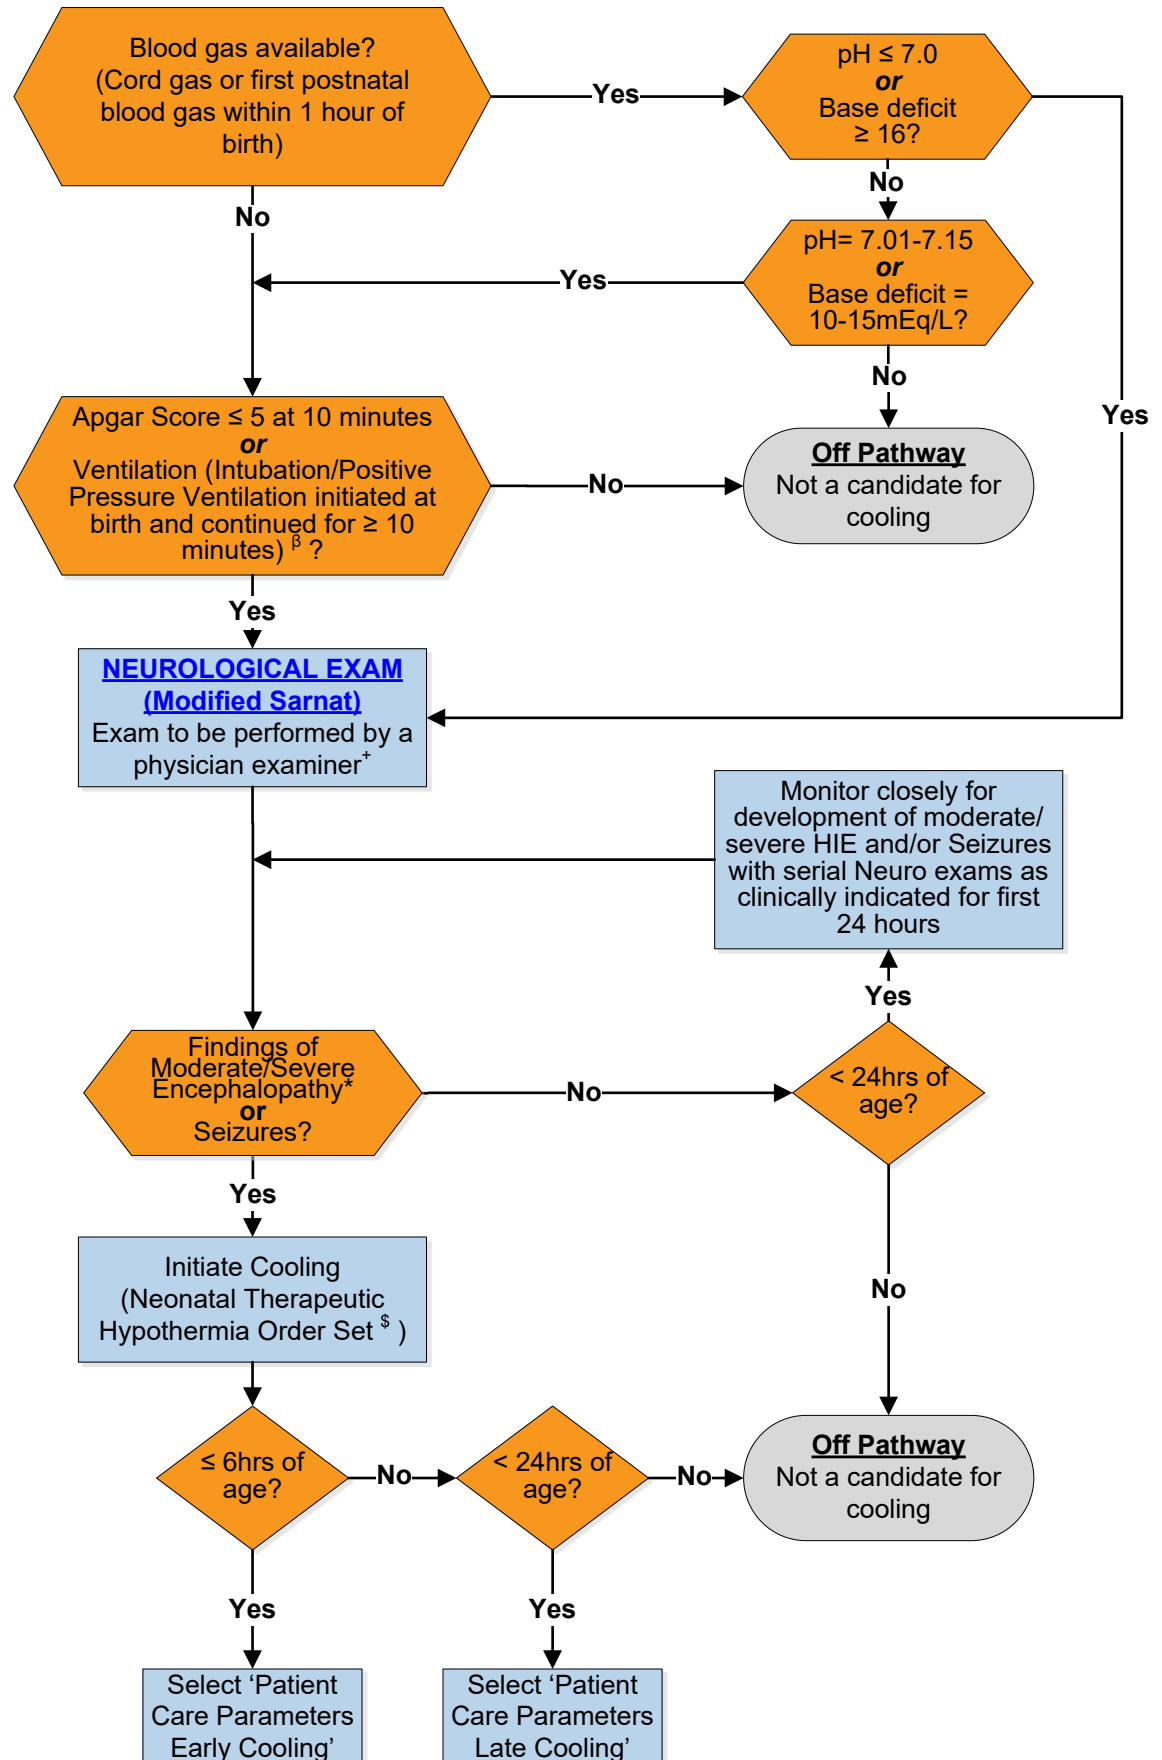 Blood gas available?
(Cord gas or first postnatal
blood gas within 1 hour of
birth)
Yes
pH ≤ 7.0
or
Base deficit
≥ 16?
No
No
pH= 7.01-7.15
or
Base deficit =
10-15mEq/L?
Yes
No
Yes
Apgar Score ≤ 5 at 10 minutes
or
Ventilation (Intubation/Positive
Pressure Ventilation initiated at
birth and continued for ≥ 10
minutes) β ?
No
Off Pathway
Not a candidate for
cooling
Yes
NEUROLOGICAL EXAM
(Modified Sarnat)
Exam to be performed by a
physician examiner+
Monitor closely for
development of moderate/
severe HIE and/or Seizures
with serial Neuro exams as
clinically indicated for first
24 hours
Yes
Findings of
Moderate/Severe
Encephalopathy*
or
Seizures?
No
< 24hrs of
age?
Yes
No
Initiate Cooling
(Neonatal Therapeutic
Hypothermia Order Set $ )
≤ 6hrs of
age?
No
< 24hrs of
age?
No
Off Pathway
Not a candidate for
cooling
Yes
Yes
Select ‘Patient
Care Parameters
Early Cooling’
Select ‘Patient
Care Parameters
Late Cooling’